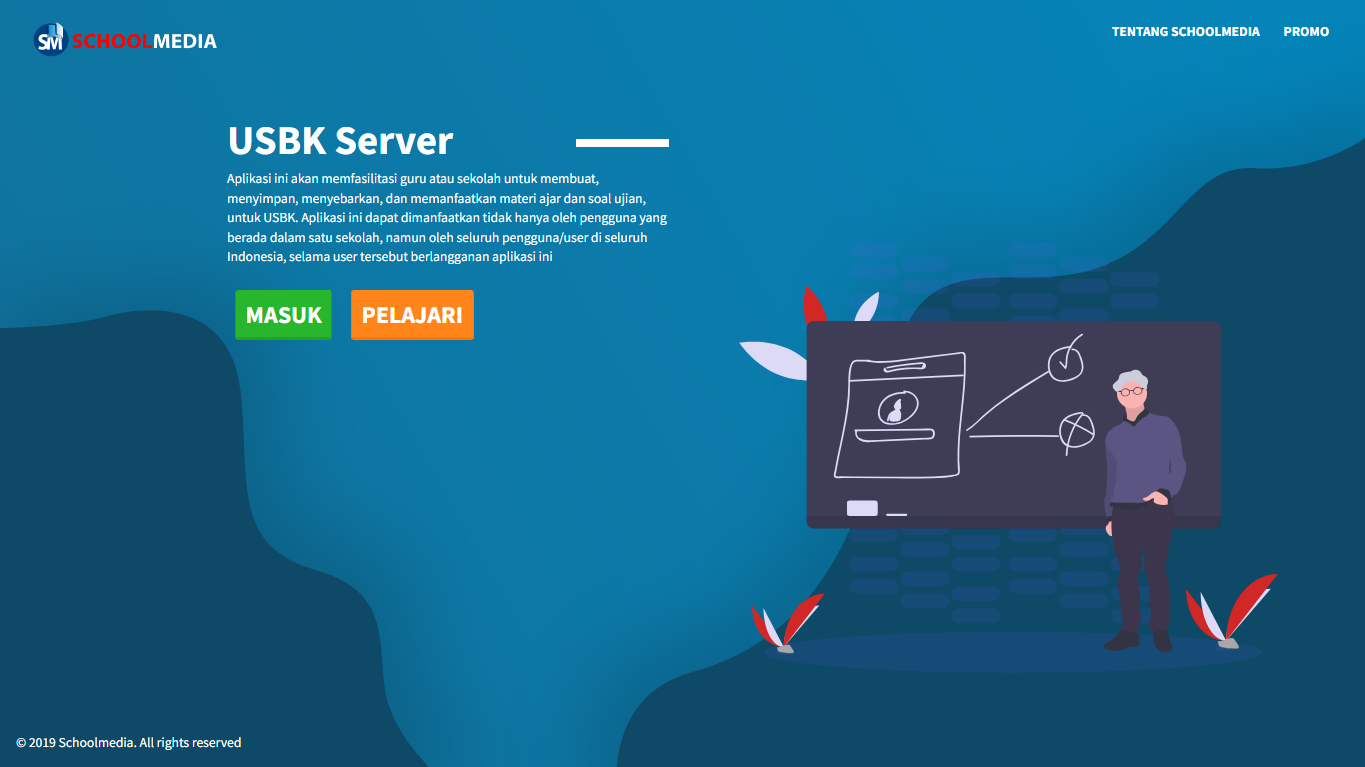 SM SCHOOLMEDIA
TENTANG SCHOOLMEDIA PROMO
USBK Server
Aplikasi ini akan memfasilitasi guru atau sekolah untuk membuat,
menyimpan, menyebarkan, dan memanfaatkan materi ajar dan soal ujian,
untuk USBK. Aplikasi ini dapat dimanfaatkan tidak hanya oleh pengguna yang
berada dalam satu sekolah, namun oleh seluruh pengguna/user di seluruh
Indonesia, selama user tersebut berlangganan aplikasi ini
MASUK PELAJARI
© 2019 Schoolmedia. All rights reserved